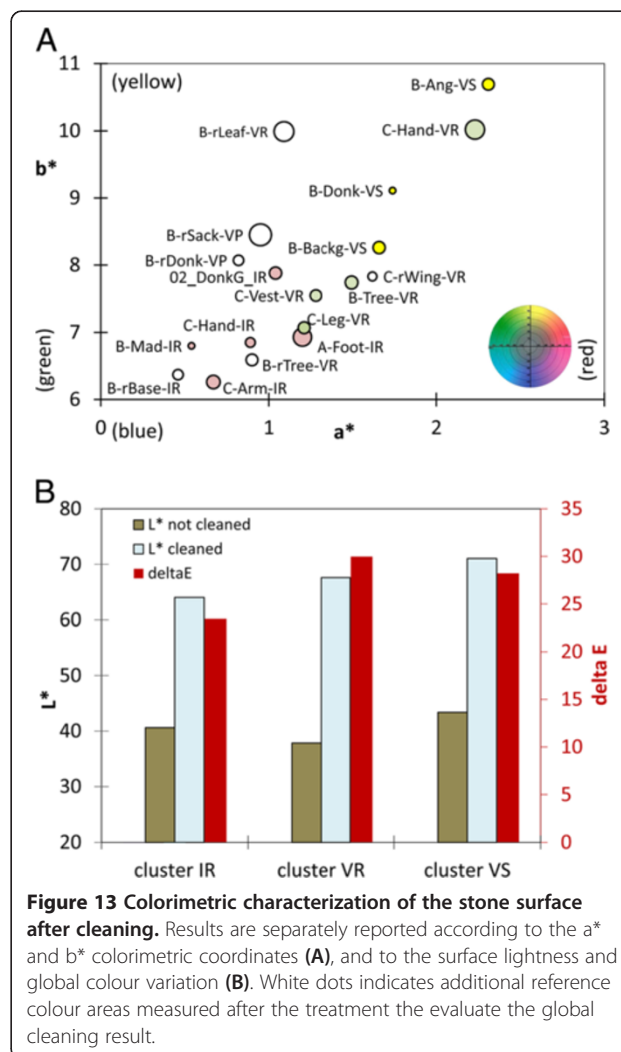 A
11
(yellow)
B-Ang-VS
10
B-rLeaf-VR
C-Hand-VR
b*
9
B-Donk-VS
B-rSack-VP
B-rDonk-VP
B-Backg-VS
8
02_DonkG_IR
C-rWing-VR
C-Vest-VR
B-Tree-VR
C-Leg-VR
7
C-Hand-IR
B-Mad-IR
A-Foot-IR
(green)
B-rTree-VR
(red)
B-rBase-IR
C-Arm-IR
6
0 (blue) 1 a* 2 3
B
80 35
L* not cleaned
L* cleaned
deltaE
70 30
25
60
20
L*
50
15
delta E
40 10
30 5
20 0
cluster IR cluster VR cluster VS
Figure 13 Colorimetric characterization of the stone surface
after cleaning. Results are separately reported according to the a*
and b* colorimetric coordinates (A), and to the surface lightness and
global colour variation (B). White dots indicates additional reference
colour areas measured after the treatment the evaluate the global
cleaning result.